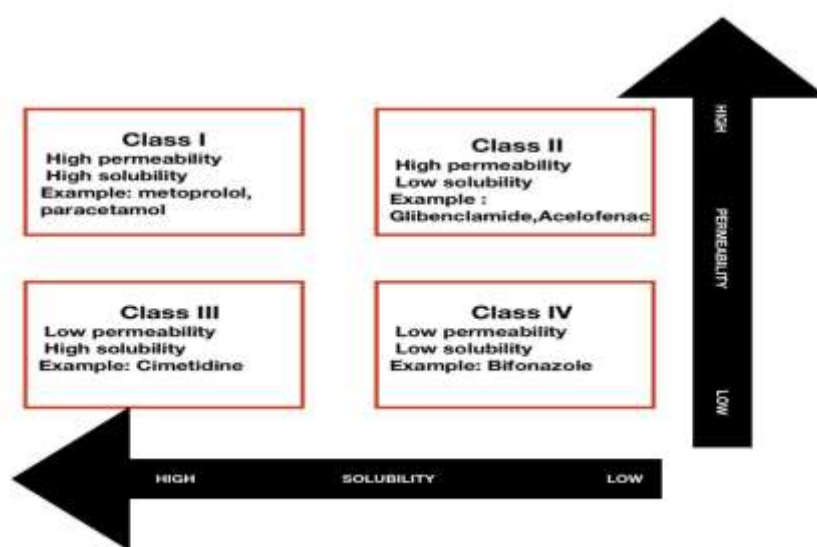 Class I
High permeability
High solubility
Example: metoprolol,
paracetamol
Class II
High permeability
Low solubility
Example :
Glibenclamide,Acelofenac
Class III
Low permeability
High solubility
Example: Cimetidine
Class IV
Low permeability
Low solubility
Example: Bifonazole
HIGH
PERMEABILITY
LOW
HIGH SOLUBILITY LOW